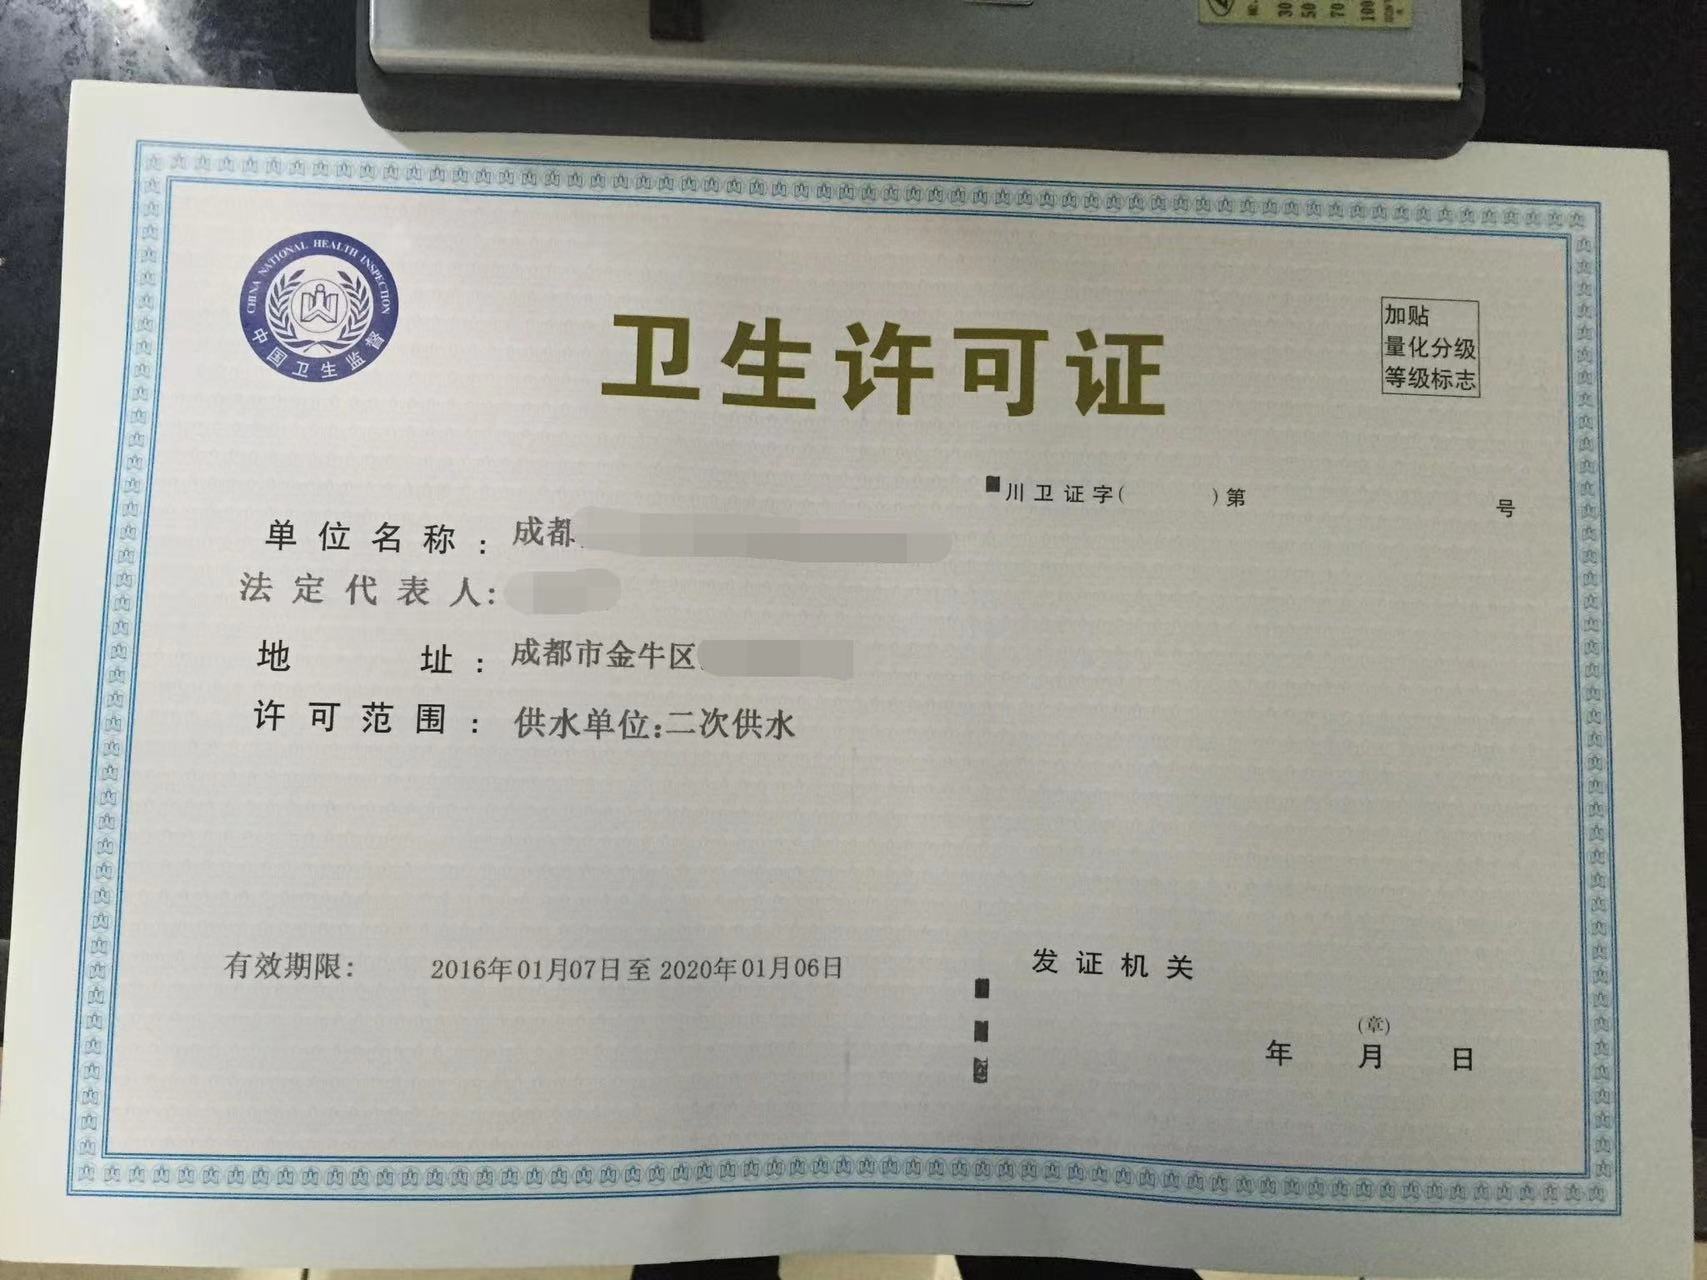 NO. 30 50 70 100
CHINA NATIONAL HEALTH INSPECTION
中国卫生监督
卫生许可证
加贴
量化分级
等级标志
川卫证字( )第 号
单位名称: 成都
法定代表人:
地 址: 成都市金牛区
许可范围: 供水单位:二次供水
有效期限: 2016年01月07日至2020年01月06日
发证机关
(章)
年 月 日